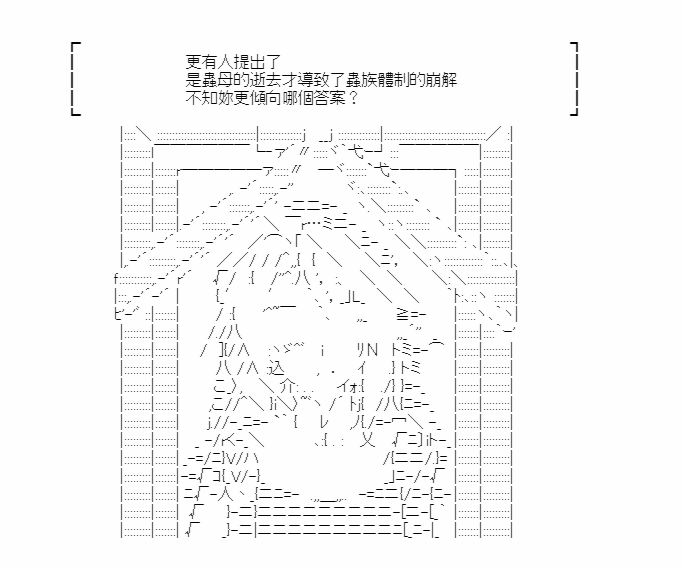 更有人提出了
是蟲母的逝去才導致了蟲族體制的崩解
不知妳更傾向哪個答案？